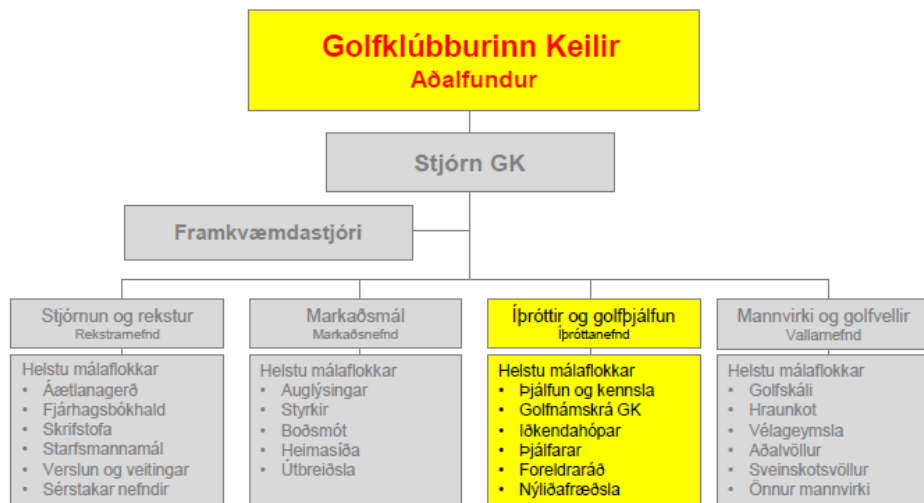 Golfklúbburinn Keilir
Aðalfundur
Stjórn GK
Framkvæmdastjóri
Stjórnun og rekstur
Rekstrarnefnd
Helstu málaflokkar
• Áætlanagerð
• Fjárhagsbókhald
• Skrifstofa
• Starfsmannamál
• Verslun og veitingar
• Sérstakar nefndir
Markaðsmál
Markaðsnefnd
Helstu málaflokkar
• Auglýsingar
• Styrkir
• Boðsmót
• Heimasíða
• Útbreiðsla
Íþróttir og golfþjálfun
Íþróttanefnd
Helstu málaflokkar
• Þjálfun og kennsla
• Golfnámskrá GK
• Iðkendahópar
• Þjálfarar
• Foreldraráð
• Nýliðafræðsla
Mannvirki og golfvellir
Vallarnefnd
Helstu málaflokkar
• Golfskáli
• Hraunkot
• Vélageymsla
• Aðalvöllur
• Sveinskotsvöllur
• Önnur mannvirki